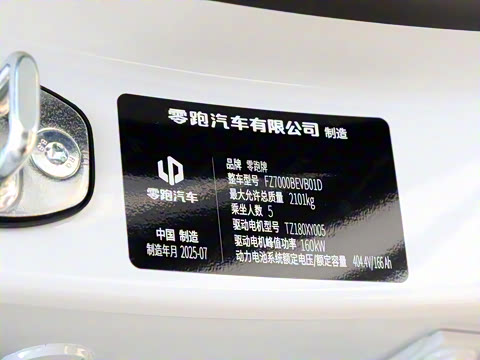 零跑汽车有限公司 制造
零跑汽车
中国 制造
制造年月 2025-07
品牌 零跑牌
整车型号 FZ7000BEVB01D
最大允许总质量 2101kg
乘坐人数 5
驱动电机型号 TZ180XY005
驱动电机峰值功率 160kW
动力电池系统额定电压/额定容量 404.4V/166 Ah